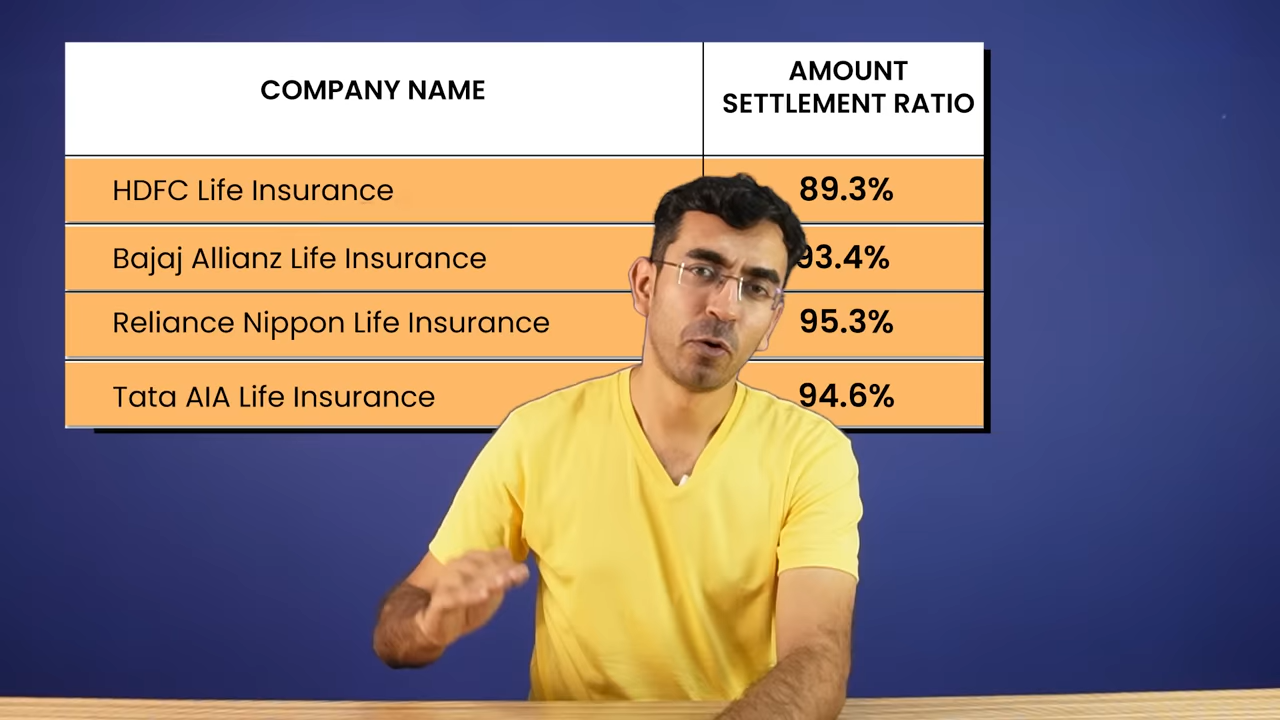 COMPANY NAME
AMOUNT
SETTLEMENT RATIO
HDFC Life Insurance 89.3%
Bajaj Allianz Life Insurance 93.4%
Reliance Nippon Life Insurance 95.3%
Tata AIA Life Insurance 94.6%